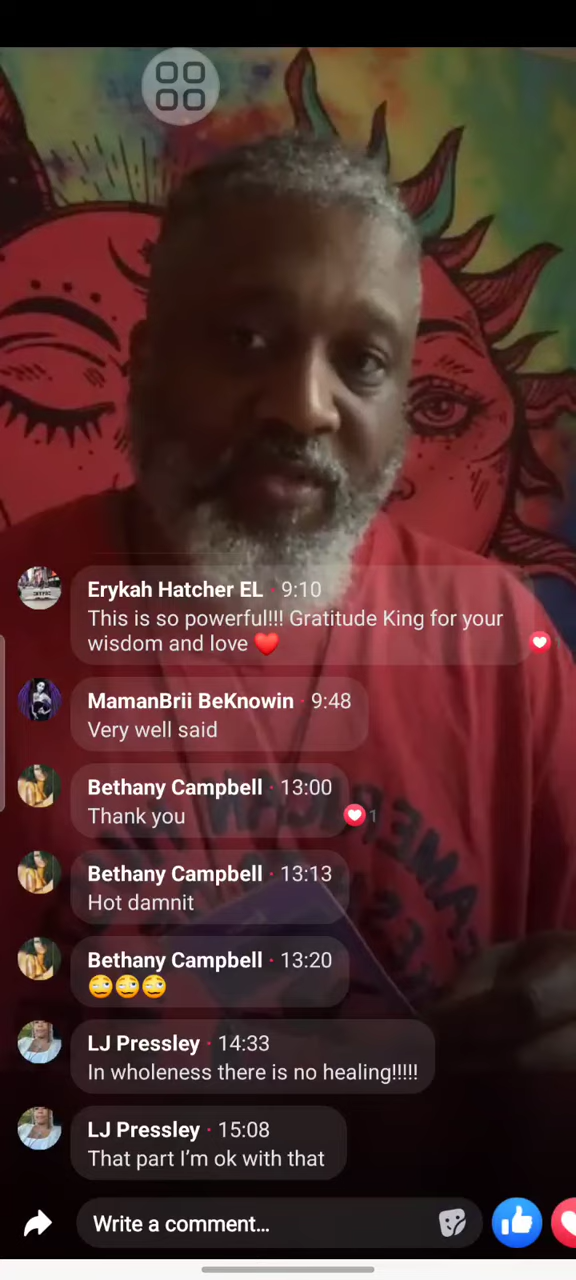 Erykah Hatcher EL · 9:10
This is so powerful!!! Gratitude King for your
wisdom and love ❤️
MamanBrii BeKnowin · 9:48
Very well said
Bethany Campbell · 13:00
Thank you
1
Bethany Campbell · 13:13
Hot damnit
Bethany Campbell · 13:20
🙄🙄🙄
LJ Pressley · 14:33
In wholeness there is no healing!!!!!
LJ Pressley · 15:08
That part I’m ok with that
Write a comment...